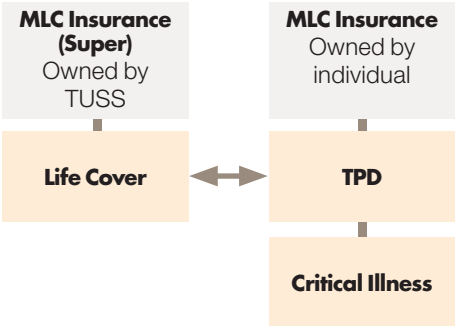 MLC Insurance
(Super)
Owned by
TUSS
MLC Insurance
Owned by
individual
Life Cover
TPD
Critical Illness